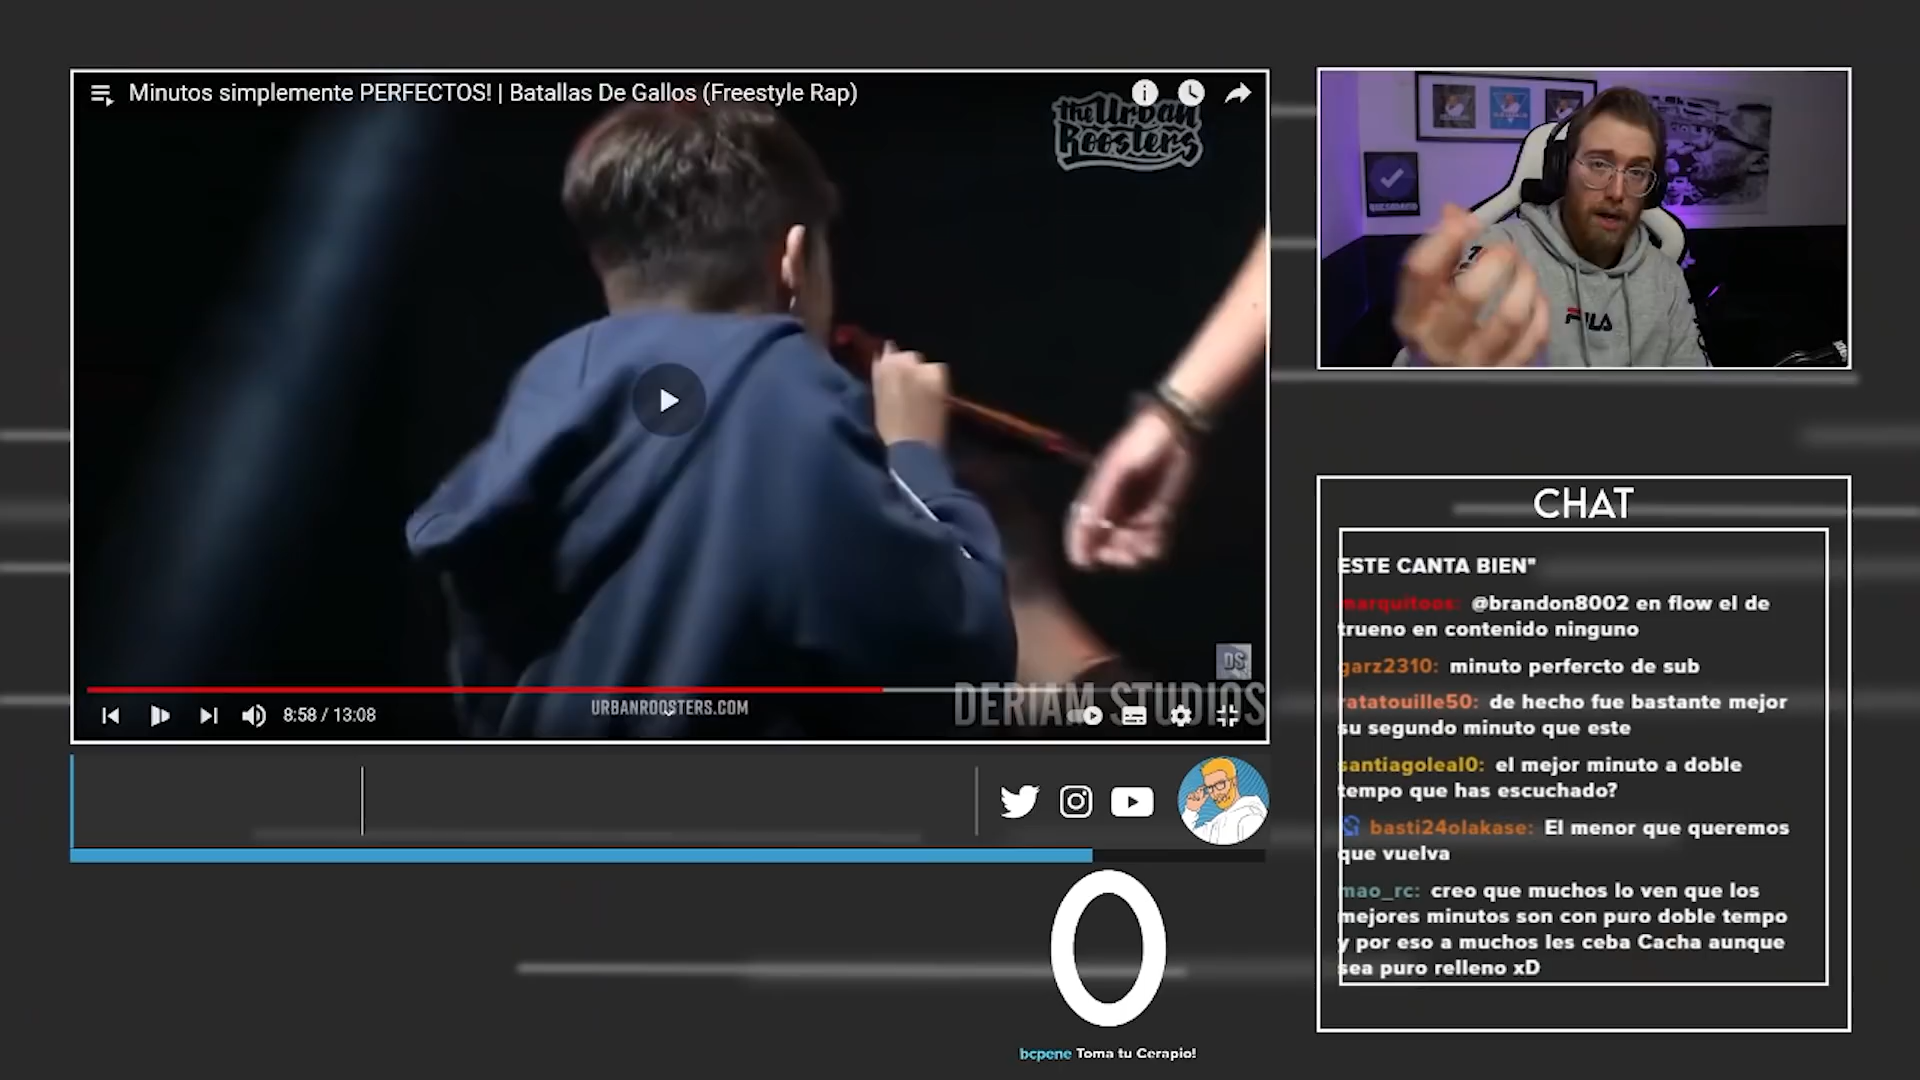 Minutos simplemente PERFECTOS! | Batallas De Gallos (Freestyle Rap)
the Urban
Roosters
FILA
DS
DERIAM STUDIOS
URBANROOSTERS.COM
8:58 / 13:08
CHAT
ESTE CANTA BIEN"
marquitoos: @brandon8002 en flow el de
trueno en contenido ninguno
garz2310: minuto perfercto de sub
ratatouille50: de hecho fue bastante mejor
su segundo minuto que este
santiagoleal0: el mejor minuto a doble
tempo que has escuchado?
basti24olakase: El menor que queremos
que vuelva
mao_rc: creo que muchos lo ven que los
mejores minutos son con puro doble tempo
y por eso a muchos les ceba Cacha aunque
sea puro relleno xD
0
bcpene Toma tu Cerapio!